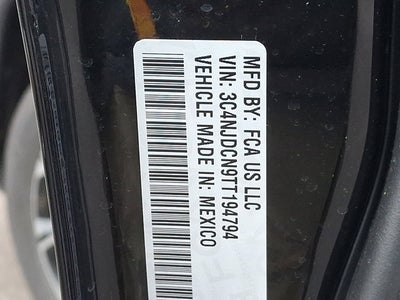 MFD BY: FCA US LLC
VIN: 3C4NJDCN9TT194794
VEHICLE MADE IN: MEXICO